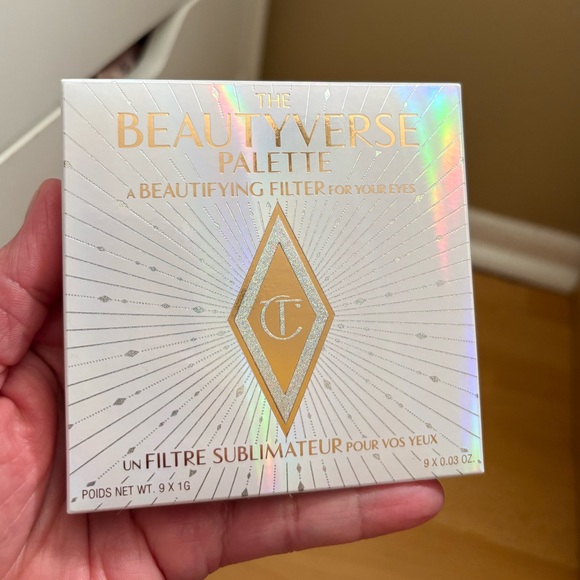 THE
BEAUTYVERSE
PALETTE
A BEAUTIFYING FILTER FOR YOUR EYES
CT
UN FILTRE SUBLIMATEUR POUR VOS YEUX
POIDS NET WT. 9 X 1G
9 X 0.03 OZ.